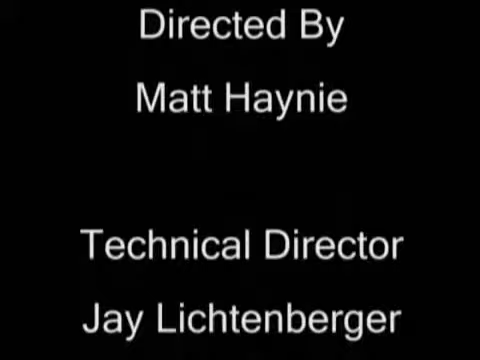 Directed By
Matt Haynie
Technical Director
Jay Lichtenberger